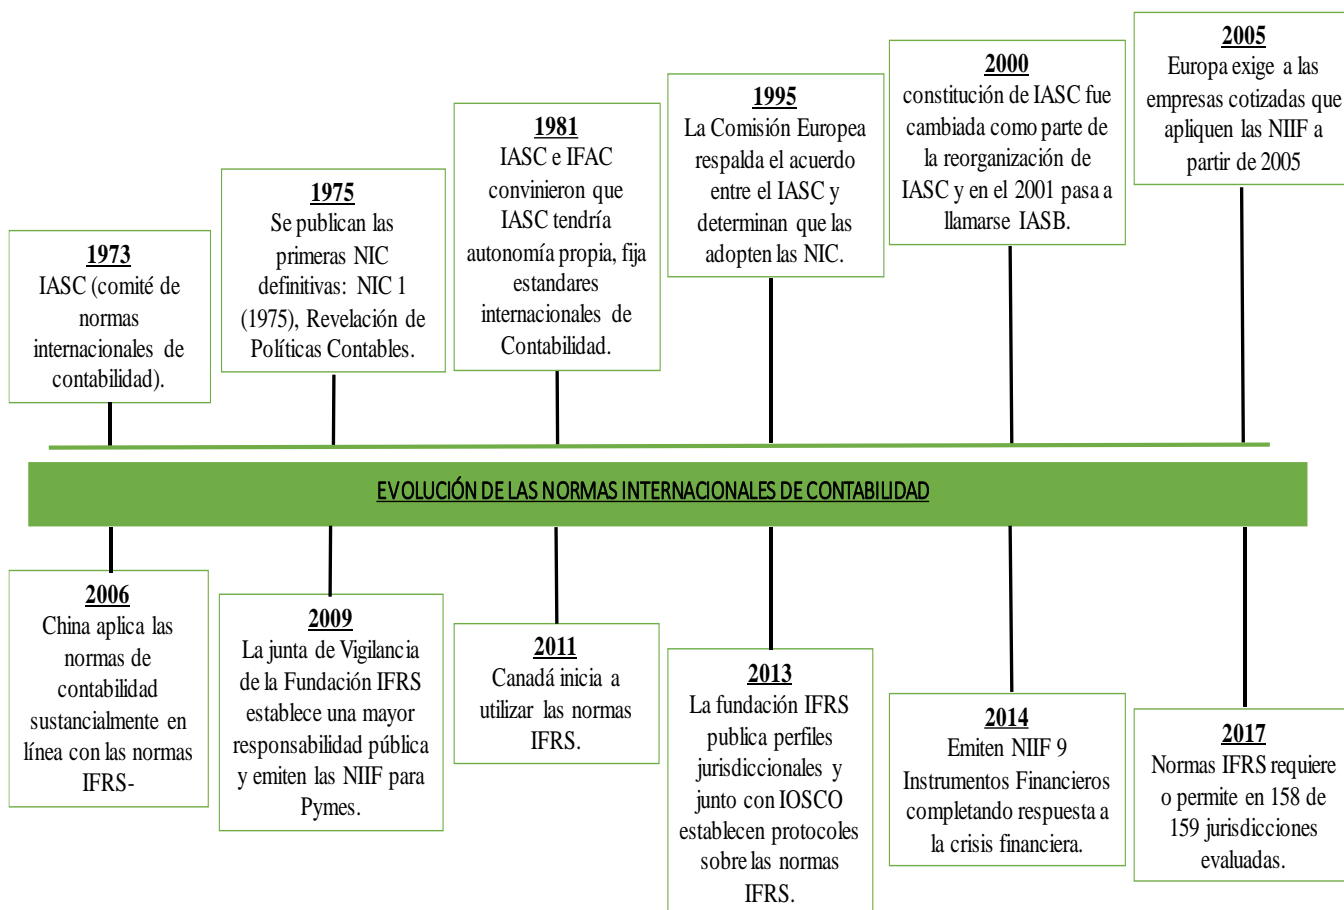 1973
IASC (comité de
normas
internacionales de
contabilidad).
1975
Se publican las
primeras NIC
definitivas: NIC 1
(1975), Revelación de
Políticas Contables.
1981
IASC e IFAC
convinieron que
IASC tendría
autonomía propia, fija
estandares
internacionales de
Contabilidad.
1995
La Comisión Europea
respalda el acuerdo
entre el IASC y
determinan que las
adopten las NIC.
2000
constitución de IASC fue
cambiada como parte de
la reorganización de
IASC y en el 2001 pasa a
llamarse IASB.
2005
Europa exige a las
empresas cotizadas que
apliquen las NIIF a
partir de 2005
EVOLUCIÓN DE LAS NORMAS INTERNACIONALES DE CONTABILIDAD
2006
China aplica las
normas de
contabilidad
sustancialmente en
línea con las normas
IFRS-
2009
La junta de Vigilancia
de la Fundación IFRS
establece una mayor
responsabilidad pública
y emiten las NIIF para
Pymes.
2011
Canadá inicia a
utilizar las normas
IFRS.
2013
La fundación IFRS
publica perfiles
jurisdiccionales y
junto con IOSCO
establecen protocoles
sobre las normas
IFRS.
2014
Emiten NIIF 9
Instrumentos Financieros
completando respuesta a
la crisis financiera.
2017
Normas IFRS requiere
o permite en 158 de
159 jurisdicciones
evaluadas.